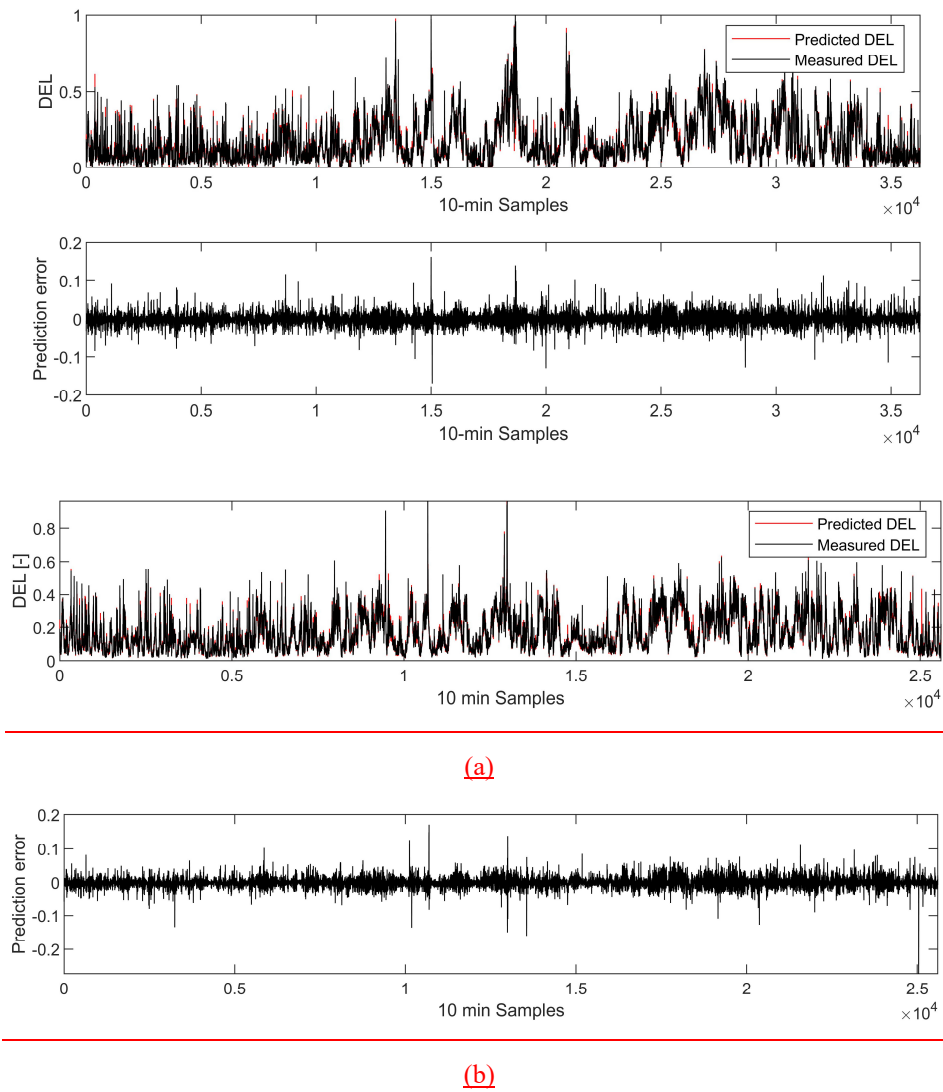 1
0.5
0
DEL
Predicted DEL
Measured DEL
0 0.5 1 1.5 2 2.5 3 3.5
10-min Samples
×10^4
0.2
0.1
0
-0.1
-0.2
Prediction error
0 0.5 1 1.5 2 2.5 3 3.5
10-min Samples
×10^4
0.8
0.6
0.4
0.2
0
DEL [-]
Predicted DEL
Measured DEL
0 0.5 1 1.5 2 2.5
10 min Samples
×10^4
(a)
0.2
0.1
0
-0.1
-0.2
Prediction error
0 0.5 1 1.5 2 2.5
10 min Samples
×10^4
(b)